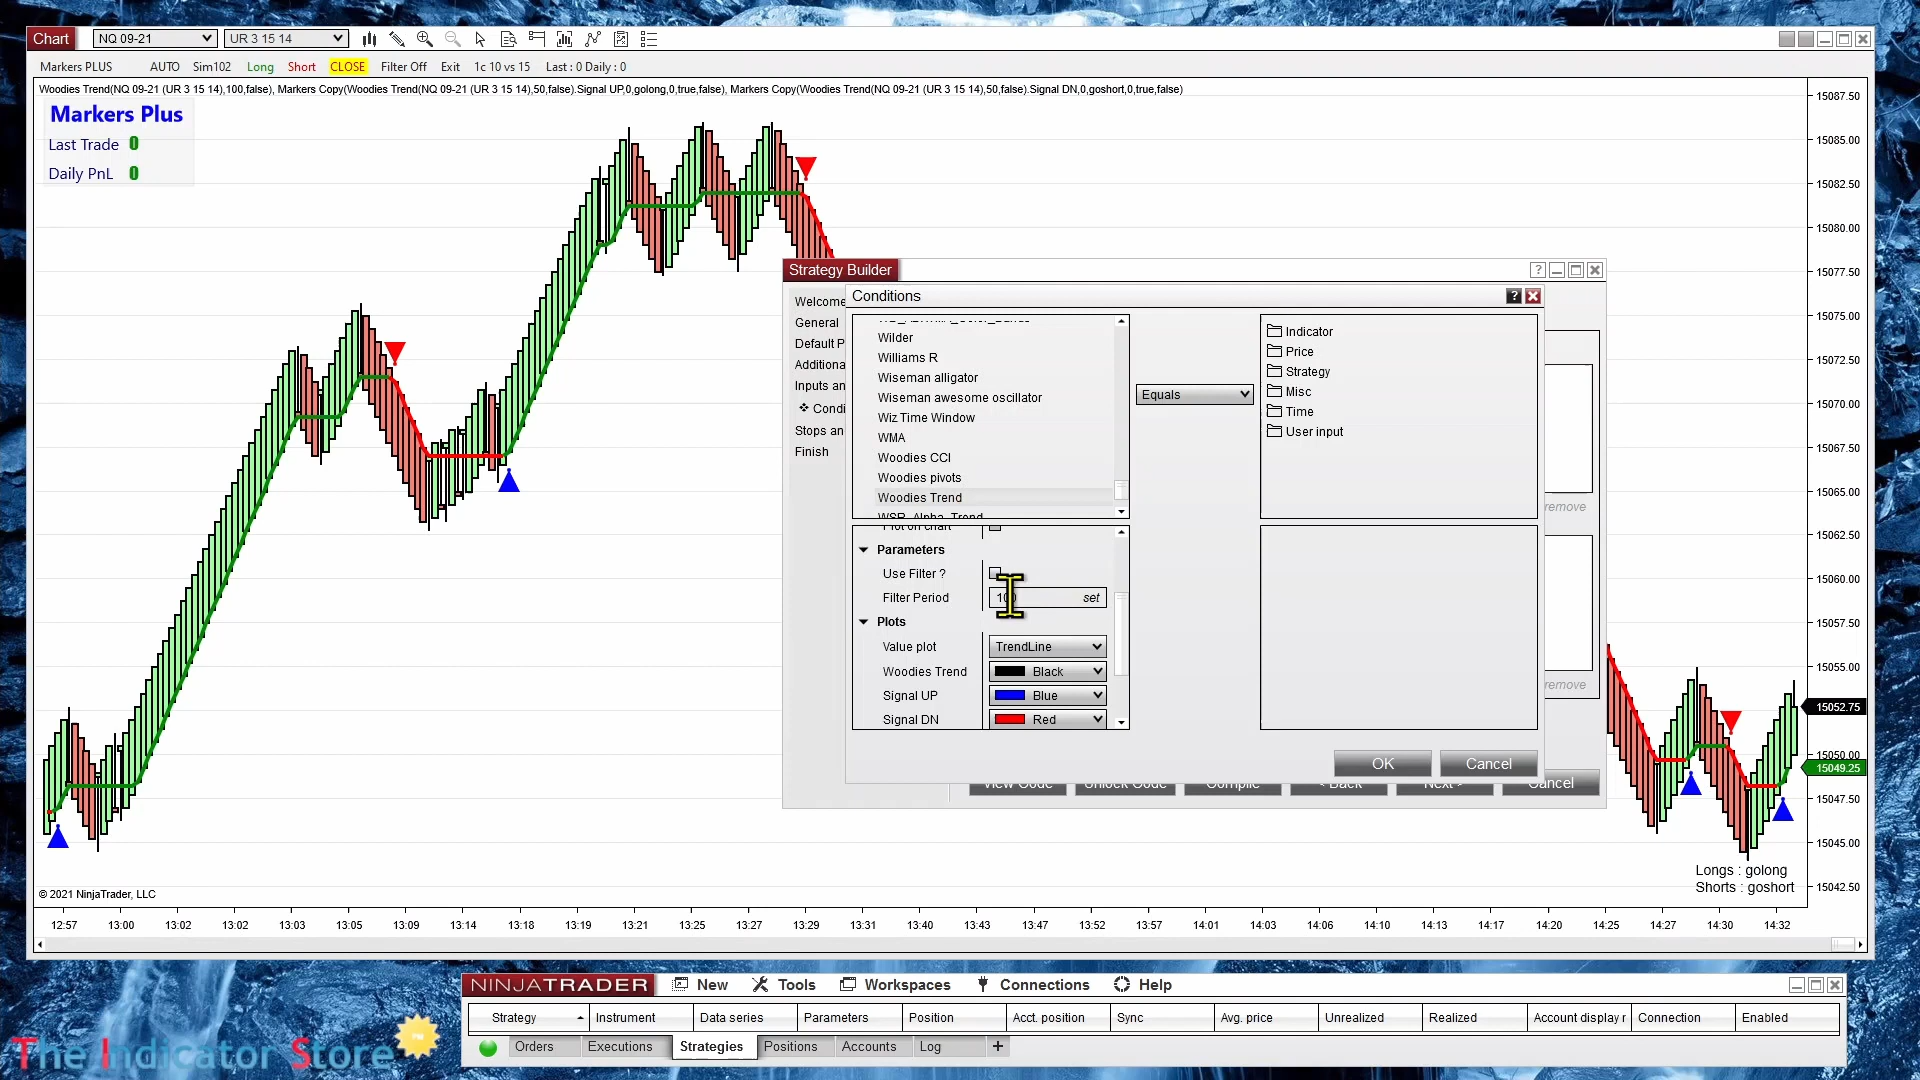 Chart
NQ 09-21
UR 3 15 14
Markers PLUS AUTO Sim102 Long Short CLOSE Filter Off Exit 1c 10 vs 15 Last : 0 Daily : 0
Woodies Trend(NQ 09-21 (UR 3 15 14),100,false), Markers Copy(Woodies Trend(NQ 09-21 (UR 3 15 14),50,false).Signal UP,0,golong,0,true,false), Markers Copy(Woodies Trend(NQ 09-21 (UR 3 15 14),50,false).Signal DN,0,goshort,0,true,false)
Markers Plus
Last Trade 0
Daily PnL 0
15087.50
15085.00
15082.50
15080.00
15077.50
15075.00
15072.50
15070.00
15067.50
15065.00
15062.50
15060.00
15057.50
15055.00
15052.75
15050.00
15049.25
15047.50
15045.00
15042.50
Strategy Builder
Welcome
General
Default P
Additiona
Inputs an
Condi
Stops an
Finish
Conditions
Wilder
Williams R
Wiseman alligator
Wiseman awesome oscillator
Wiz Time Window
WMA
Woodies CCI
Woodies pivots
Woodies Trend
WSR_Alpha_Trend
Equals
Indicator
Price
Strategy
Misc
Time
User input
Plot on chart
Parameters
Use Filter ?
Filter Period 100 set
Plots
Value plot TrendLine
Woodies Trend Black
Signal UP Blue
Signal DN Red
remove
remove
OK Cancel
View Code Unlock Code Compile < Back Next > Cancel
Longs : golong
Shorts : goshort
© 2021 NinjaTrader, LLC
12:57 13:00 13:02 13:02 13:03 13:05 13:09 13:14 13:18 13:19 13:21 13:25 13:27 13:29 13:31 13:40 13:43 13:47 13:57 14:01 14:03 14:06 14:10 14:13 14:17 14:20 14:25 14:27 14:30 14:32
NINJATRADER New Tools Workspaces Connections Help
Strategy Instrument Data series Parameters Position Acct. position Sync Avg. price Unrealized Realized Account display r Connection Enabled
Orders Executions Strategies Positions Accounts Log +
The Indicator Store